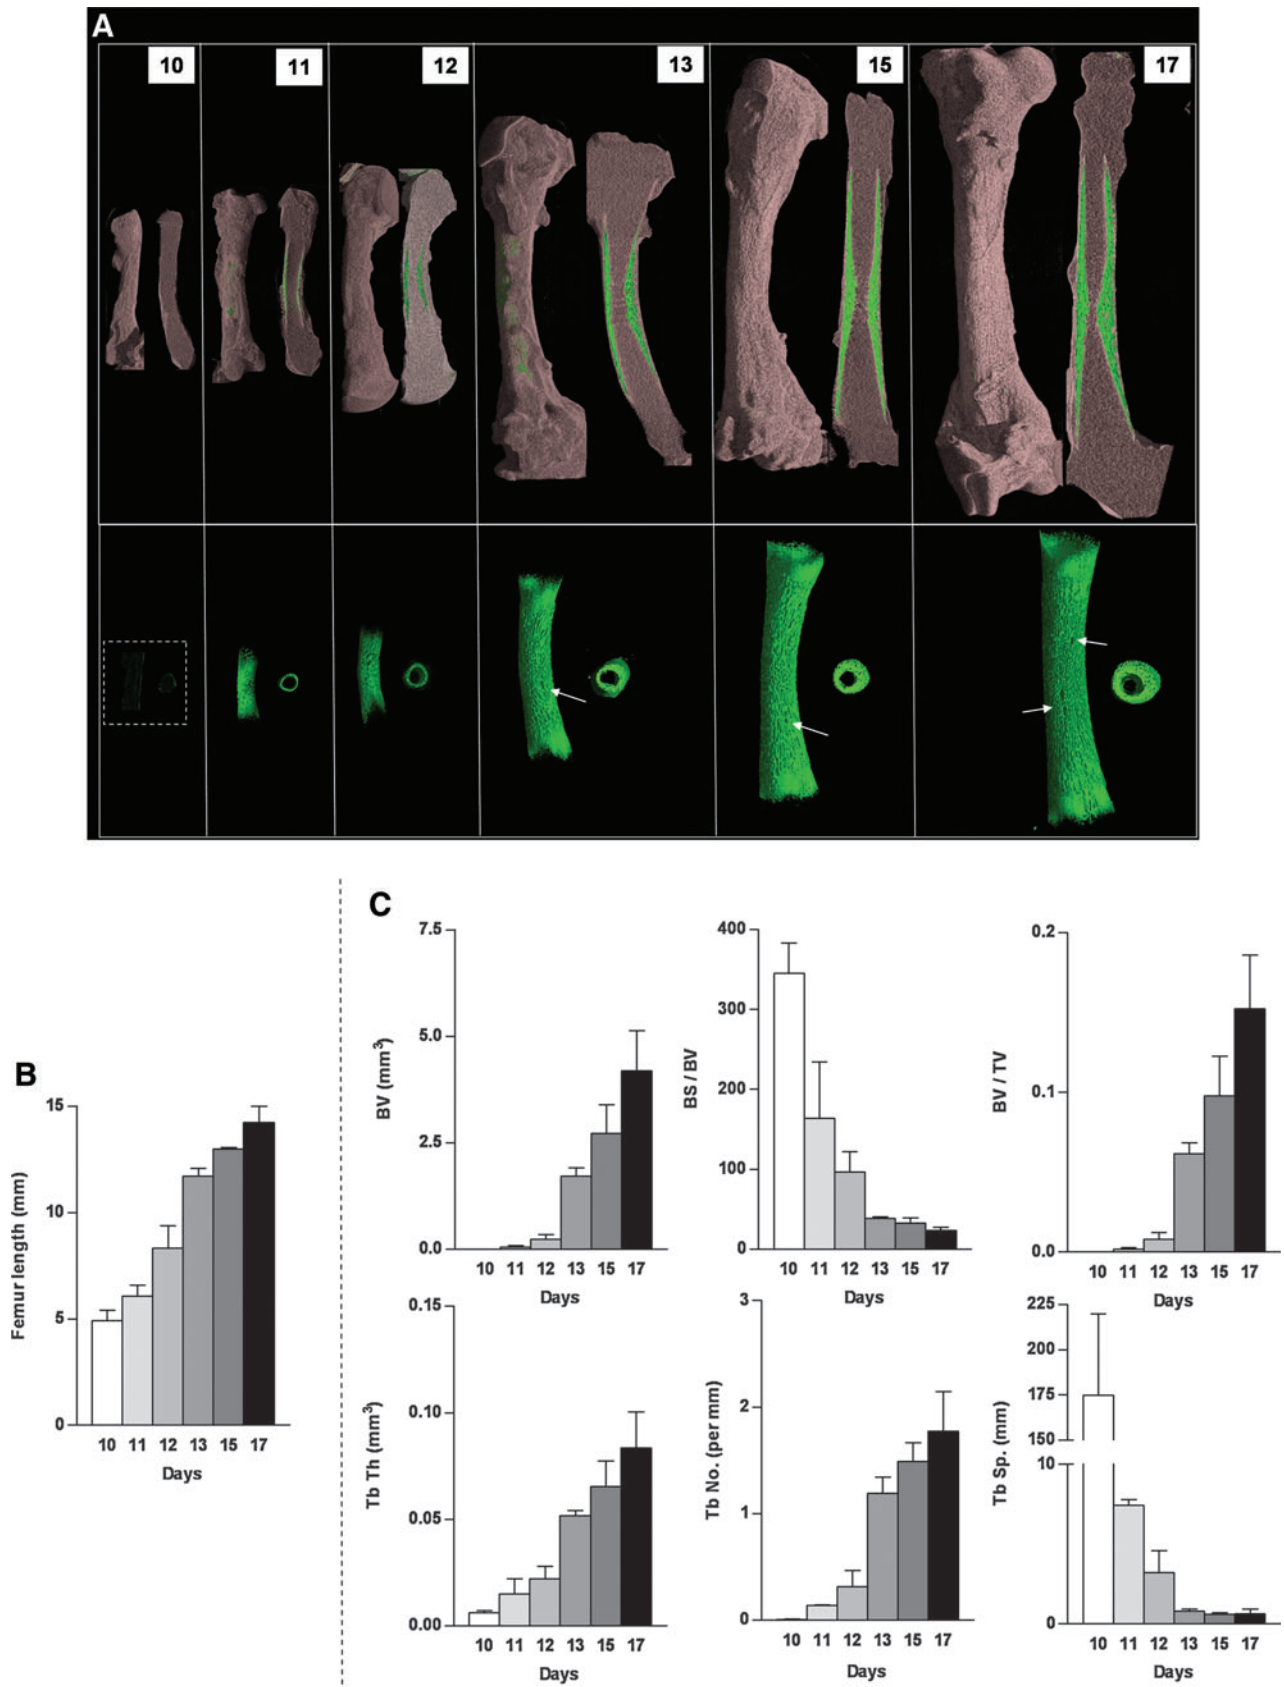 A
10 11 12 13 15 17
B
15
10
5
0
Femur length (mm)
10 11 12 13 15 17
Days
C
7.5
5.0
2.5
0.0
BV (mm3)
10 11 12 13 15 17
Days
400
300
200
100
0
BS / BV
10 11 12 13 15 17
Days
0.2
0.1
0.0
BV / TV
10 11 12 13 15 17
Days
0.15
0.10
0.05
0.00
Tb Th (mm3)
10 11 12 13 15 17
Days
3
2
1
0
Tb No. (per mm)
10 11 12 13 15 17
Days
225
200
175
150
10
0
Tb Sp. (mm)
10 11 12 13 15 17
Days